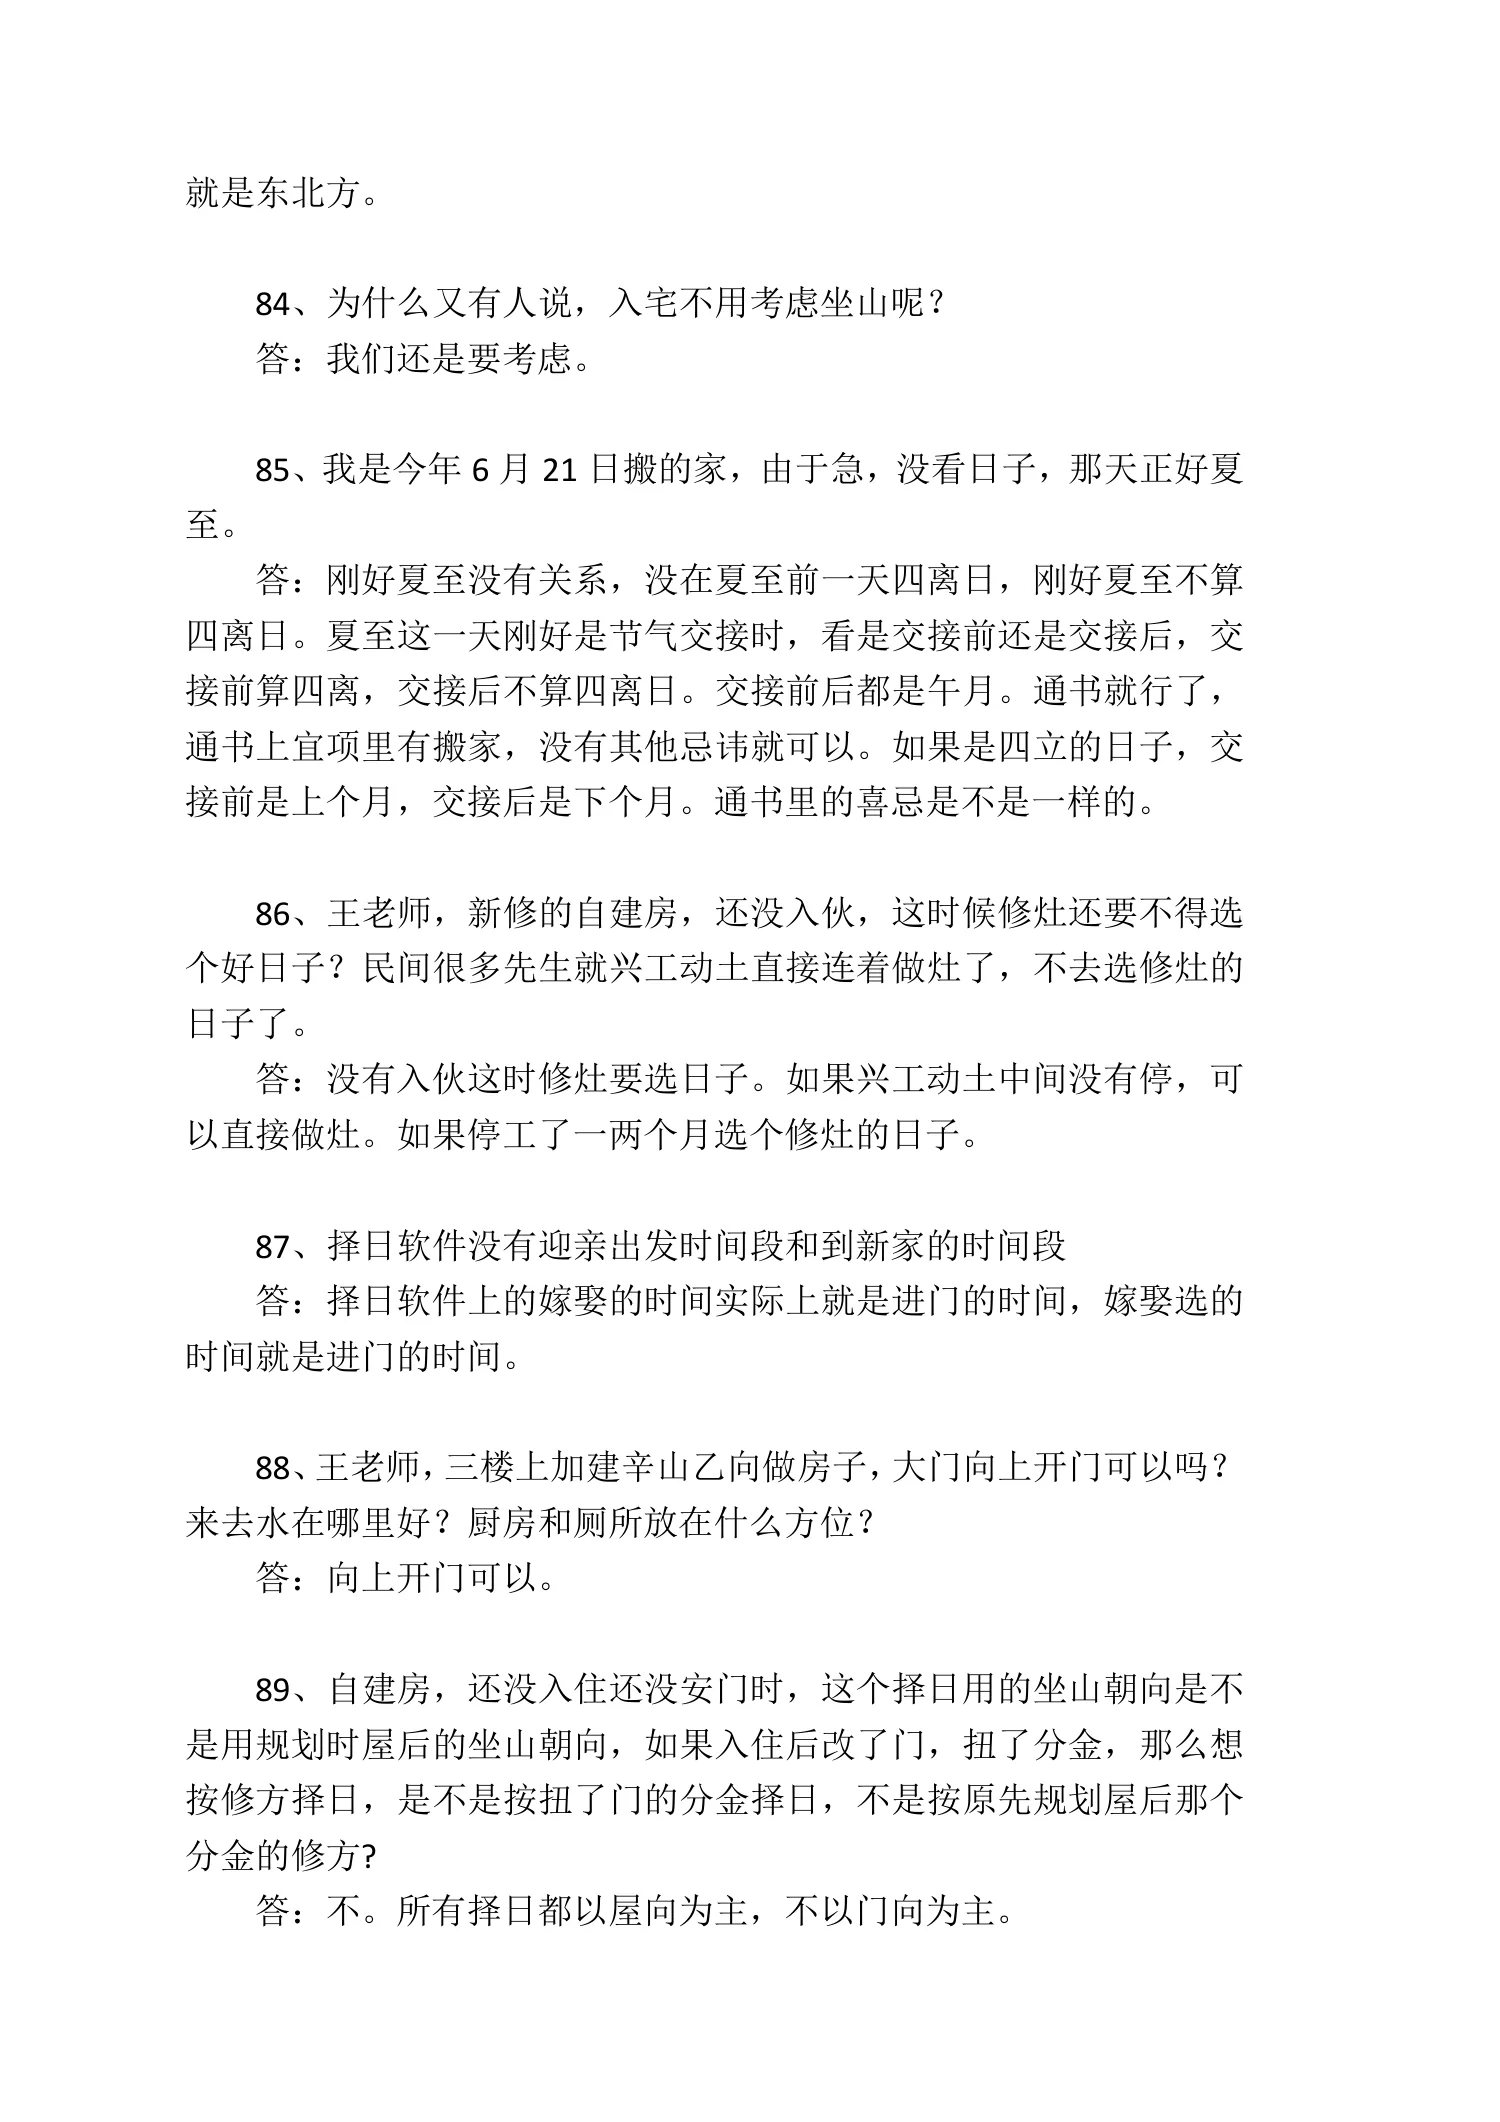 就是东北方。
84、为什么又有人说，入宅不用考虑坐山呢？
答：我们还是要考虑。
85、我是今年 6 月 21 日搬的家，由于急，没看日子，那天正好夏
至。
答：刚好夏至没有关系，没在夏至前一天四离日，刚好夏至不算
四离日。夏至这一天刚好是节气交接时，看是交接前还是交接后，交
接前算四离，交接后不算四离日。交接前后都是午月。通书就行了，
通书上宜项里有搬家，没有其他忌讳就可以。如果是四立的日子，交
接前是上个月，交接后是下个月。通书里的喜忌是不是一样的。
86、王老师，新修的自建房，还没入伙，这时候修灶还要不得选
个好日子？民间很多先生就兴工动土直接连着做灶了，不去选修灶的
日子了。
答：没有入伙这时修灶要选日子。如果兴工动土中间没有停，可
以直接做灶。如果停工了一两个月选个修灶的日子。
87、择日软件没有迎亲出发时间段和到新家的时间段
答：择日软件上的嫁娶的时间实际上就是进门的时间，嫁娶选的
时间就是进门的时间。
88、王老师，三楼上加建辛山乙向做房子，大门向上开门可以吗？
来去水在哪里好？厨房和厕所放在什么方位？
答：向上开门可以。
89、自建房，还没入住还没安门时，这个择日用的坐山朝向是不
是用规划时屋后的坐山朝向，如果入住后改了门，扭了分金，那么想
按修方择日，是不是按扭了门的分金择日，不是按原先规划屋后那个
分金的修方?
答：不。所有择日都以屋向为主，不以门向为主。